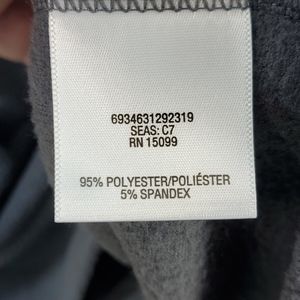 6934631292319
SEAS: C7
RN 15099
95% POLYESTER/POLIÉSTER
5% SPANDEX